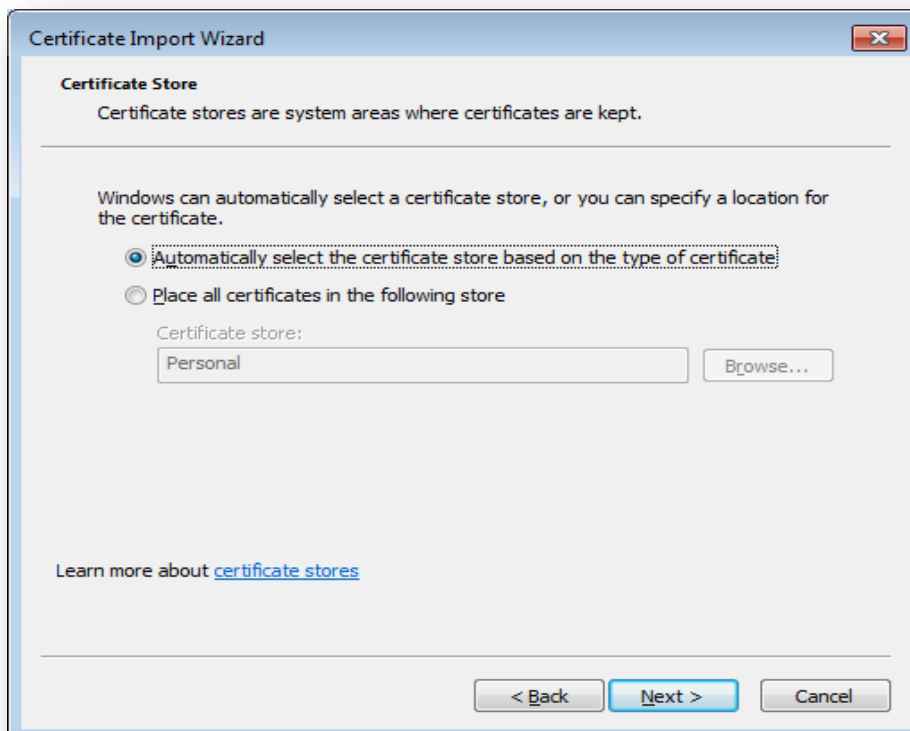 Certificate Import Wizard
Certificate Store
Certificate stores are system areas where certificates are kept.
Windows can automatically select a certificate store, or you can specify a location for
the certificate.
Automatically select the certificate store based on the type of certificate
Place all certificates in the following store
Certificate store:
Personal
Browse...
Learn more about certificate stores
< Back
Next >
Cancel